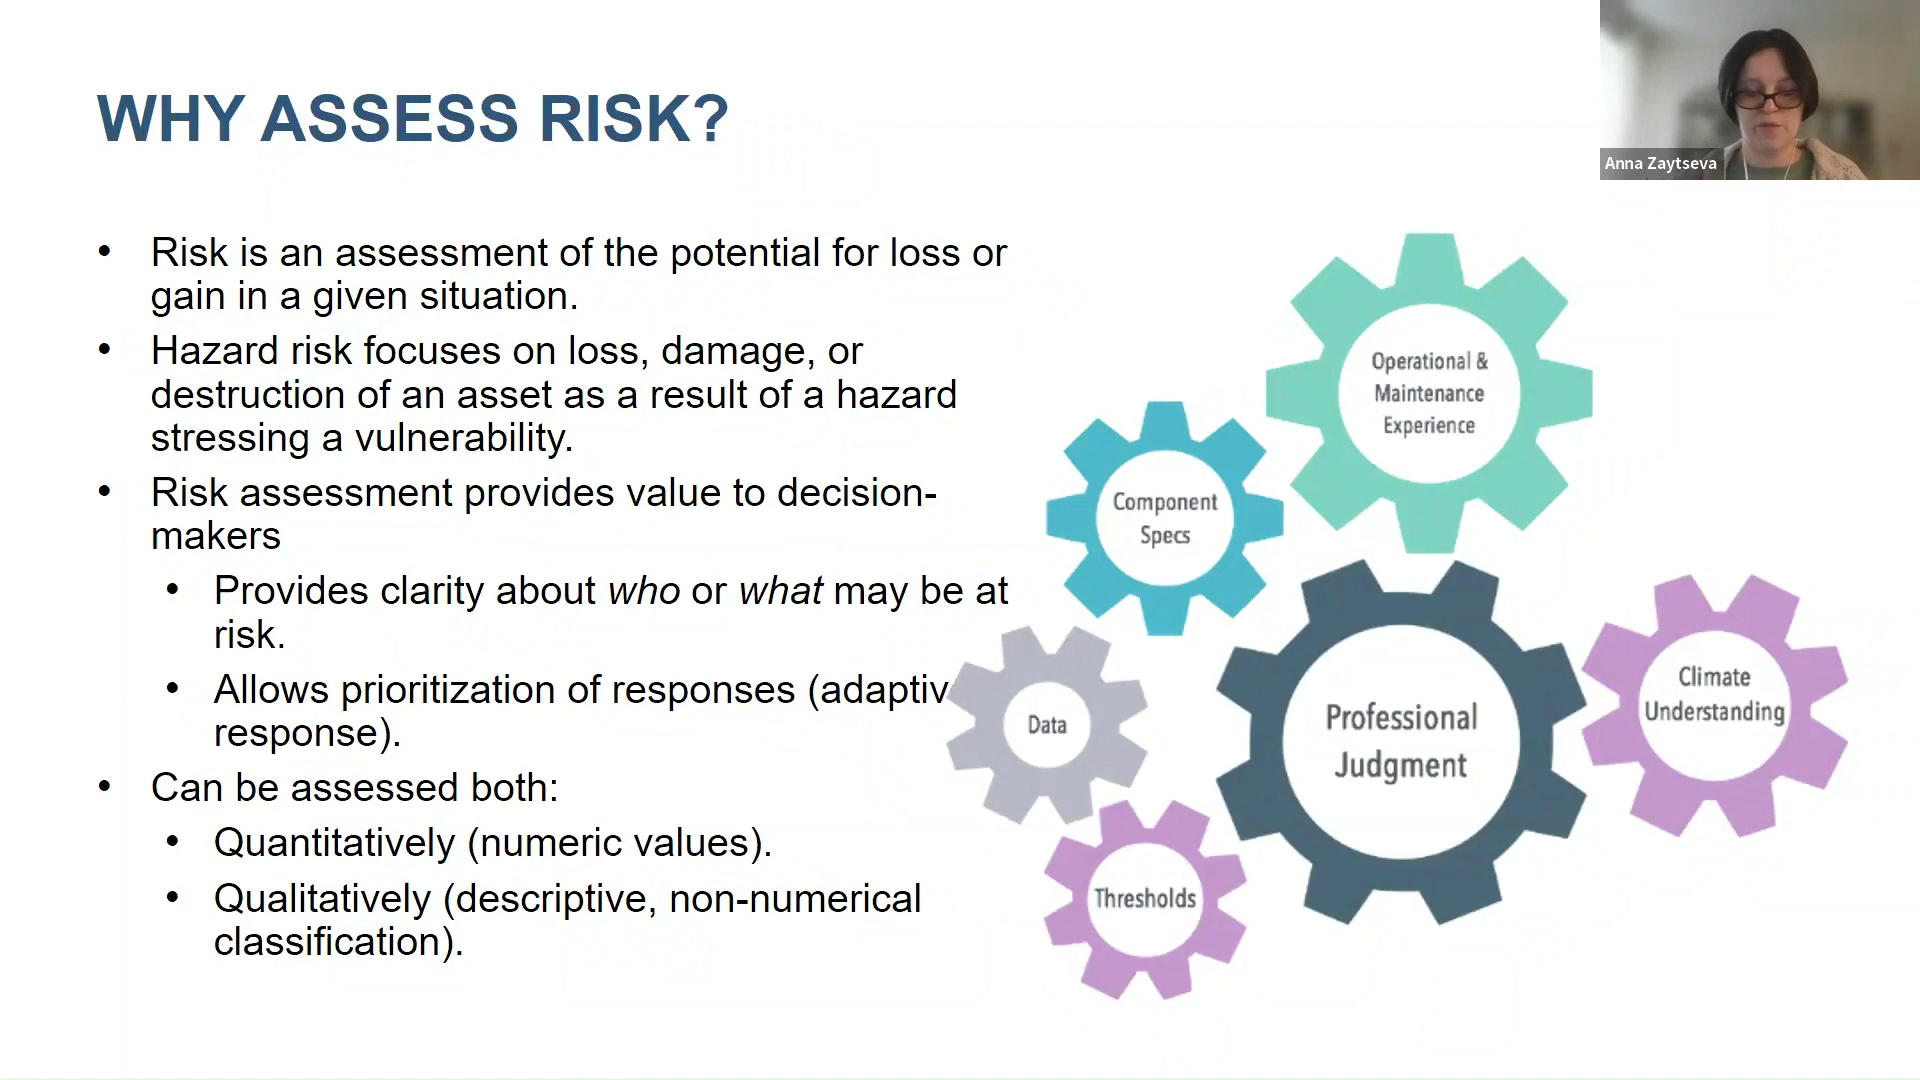 WHY ASSESS RISK?
Anna Zaytseva
• Risk is an assessment of the potential for loss or
gain in a given situation.
• Hazard risk focuses on loss, damage, or
destruction of an asset as a result of a hazard
stressing a vulnerability.
• Risk assessment provides value to decision-
makers
• Provides clarity about who or what may be at
risk.
• Allows prioritization of responses (adaptiv
response).
• Can be assessed both:
• Quantitatively (numeric values).
• Qualitatively (descriptive, non-numerical
classification).
Operational &
Maintenance
Experience
Component
Specs
Data
Professional
Judgment
Climate
Understanding
Thresholds